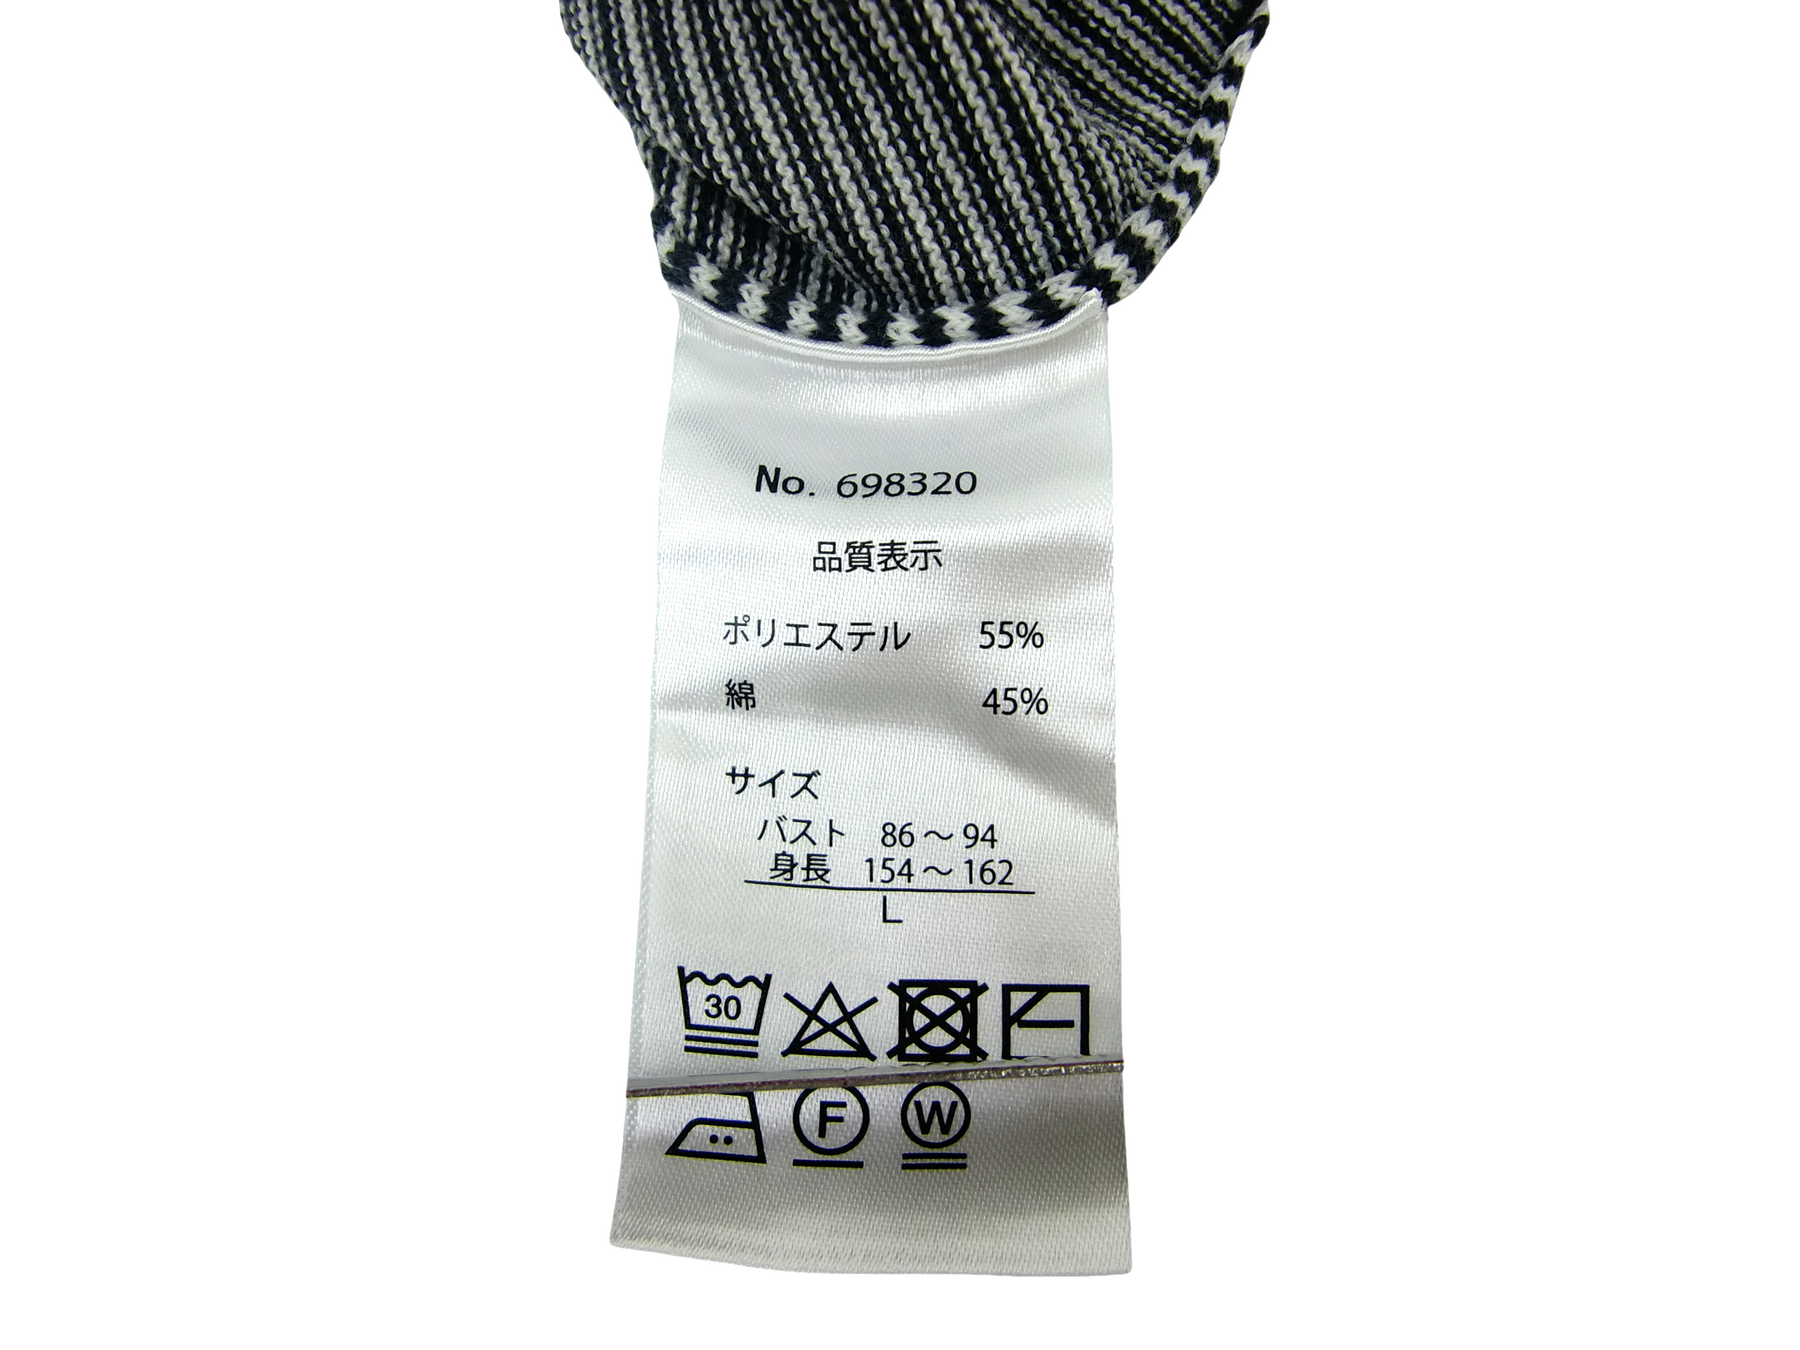 No. 698320
品質表示
ポリエステル 55%
綿 45%
サイズ
バスト 86～94
身長 154～162
L
30
F W